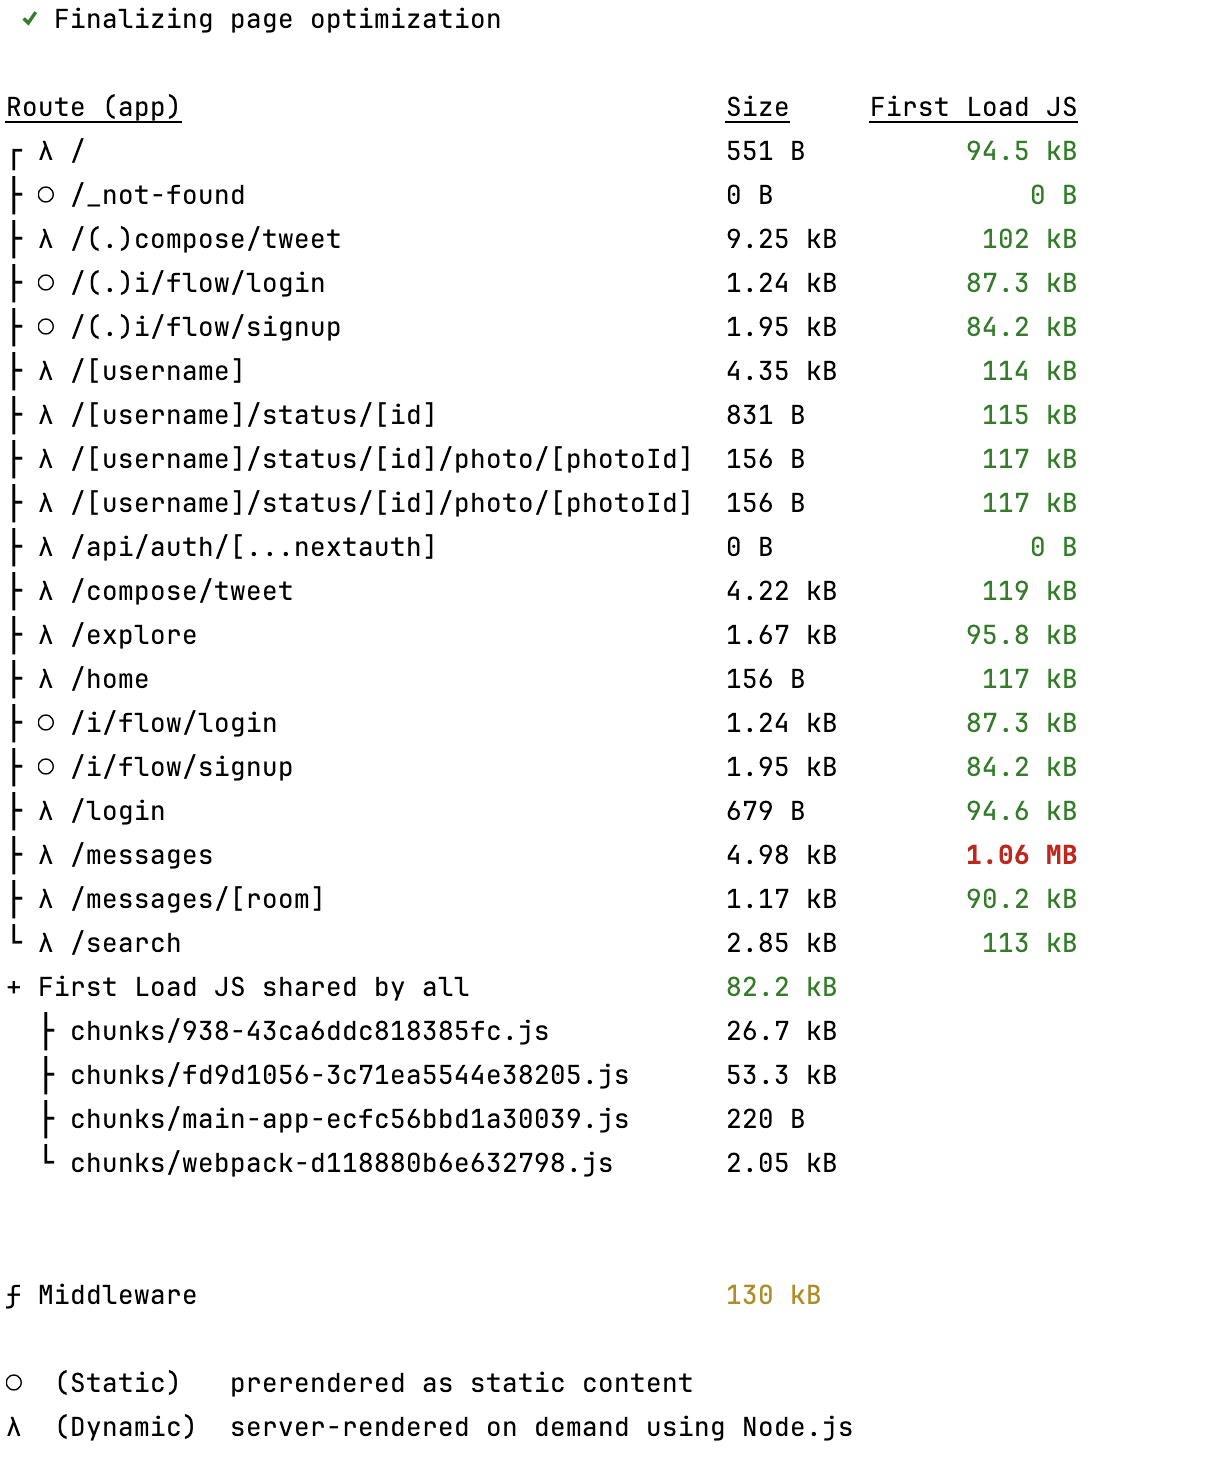 ✓ Finalizing page optimization
Route (app) Size First Load JS
┌ λ / 551 B 94.5 kB
├ ○ /_not-found 0 B 0 B
├ λ /(.)compose/tweet 9.25 kB 102 kB
├ ○ /(.)i/flow/login 1.24 kB 87.3 kB
├ ○ /(.)i/flow/signup 1.95 kB 84.2 kB
├ λ /[username] 4.35 kB 114 kB
├ λ /[username]/status/[id] 831 B 115 kB
├ λ /[username]/status/[id]/photo/[photoId] 156 B 117 kB
├ λ /[username]/status/[id]/photo/[photoId] 156 B 117 kB
├ λ /api/auth/[...nextauth] 0 B 0 B
├ λ /compose/tweet 4.22 kB 119 kB
├ λ /explore 1.67 kB 95.8 kB
├ λ /home 156 B 117 kB
├ ○ /i/flow/login 1.24 kB 87.3 kB
├ ○ /i/flow/signup 1.95 kB 84.2 kB
├ λ /login 679 B 94.6 kB
├ λ /messages 4.98 kB 1.06 MB
├ λ /messages/[room] 1.17 kB 90.2 kB
└ λ /search 2.85 kB 113 kB
+ First Load JS shared by all 82.2 kB
├ chunks/938-43ca6ddc818385fc.js 26.7 kB
├ chunks/fd9d1056-3c71ea5544e38205.js 53.3 kB
├ chunks/main-app-ecfc56bbd1a30039.js 220 B
└ chunks/webpack-d118880b6e632798.js 2.05 kB
ƒ Middleware 130 kB
○ (Static) prerendered as static content
λ (Dynamic) server-rendered on demand using Node.js